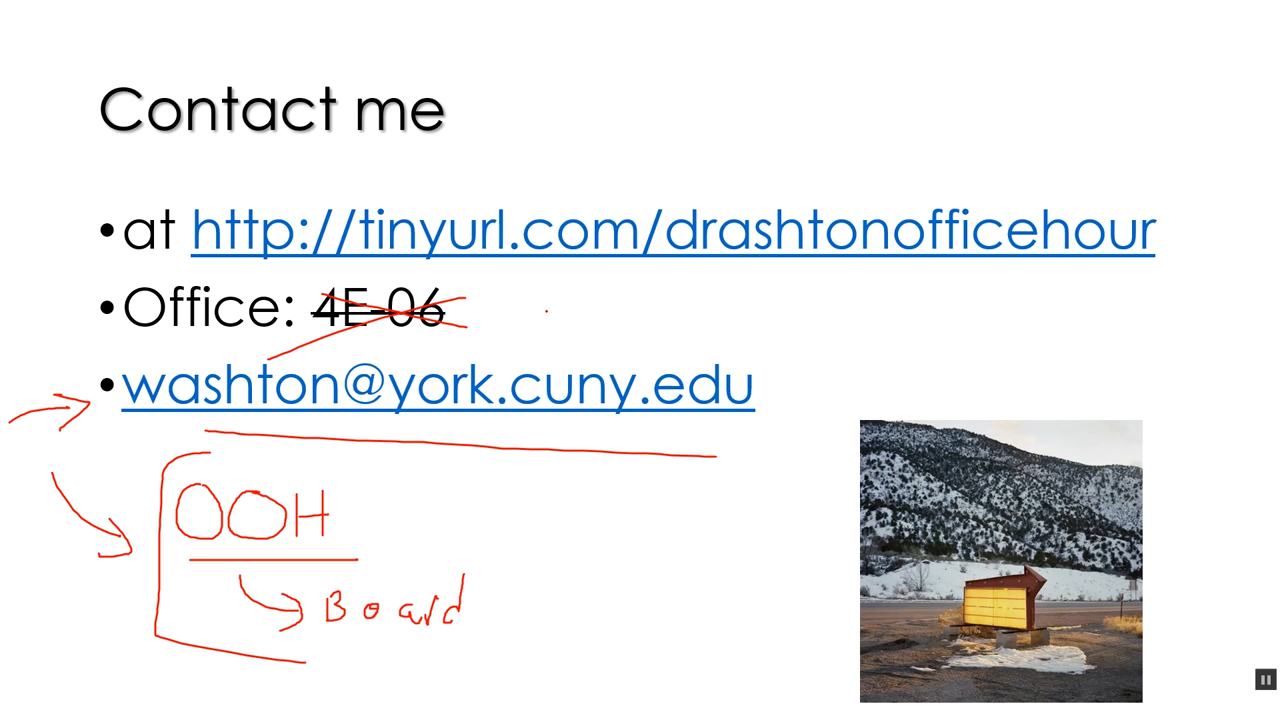 Contact me
•at http://tinyurl.com/drashtonofficehour
•Office: 4E-06
•washton@york.cuny.edu
OOH
Board